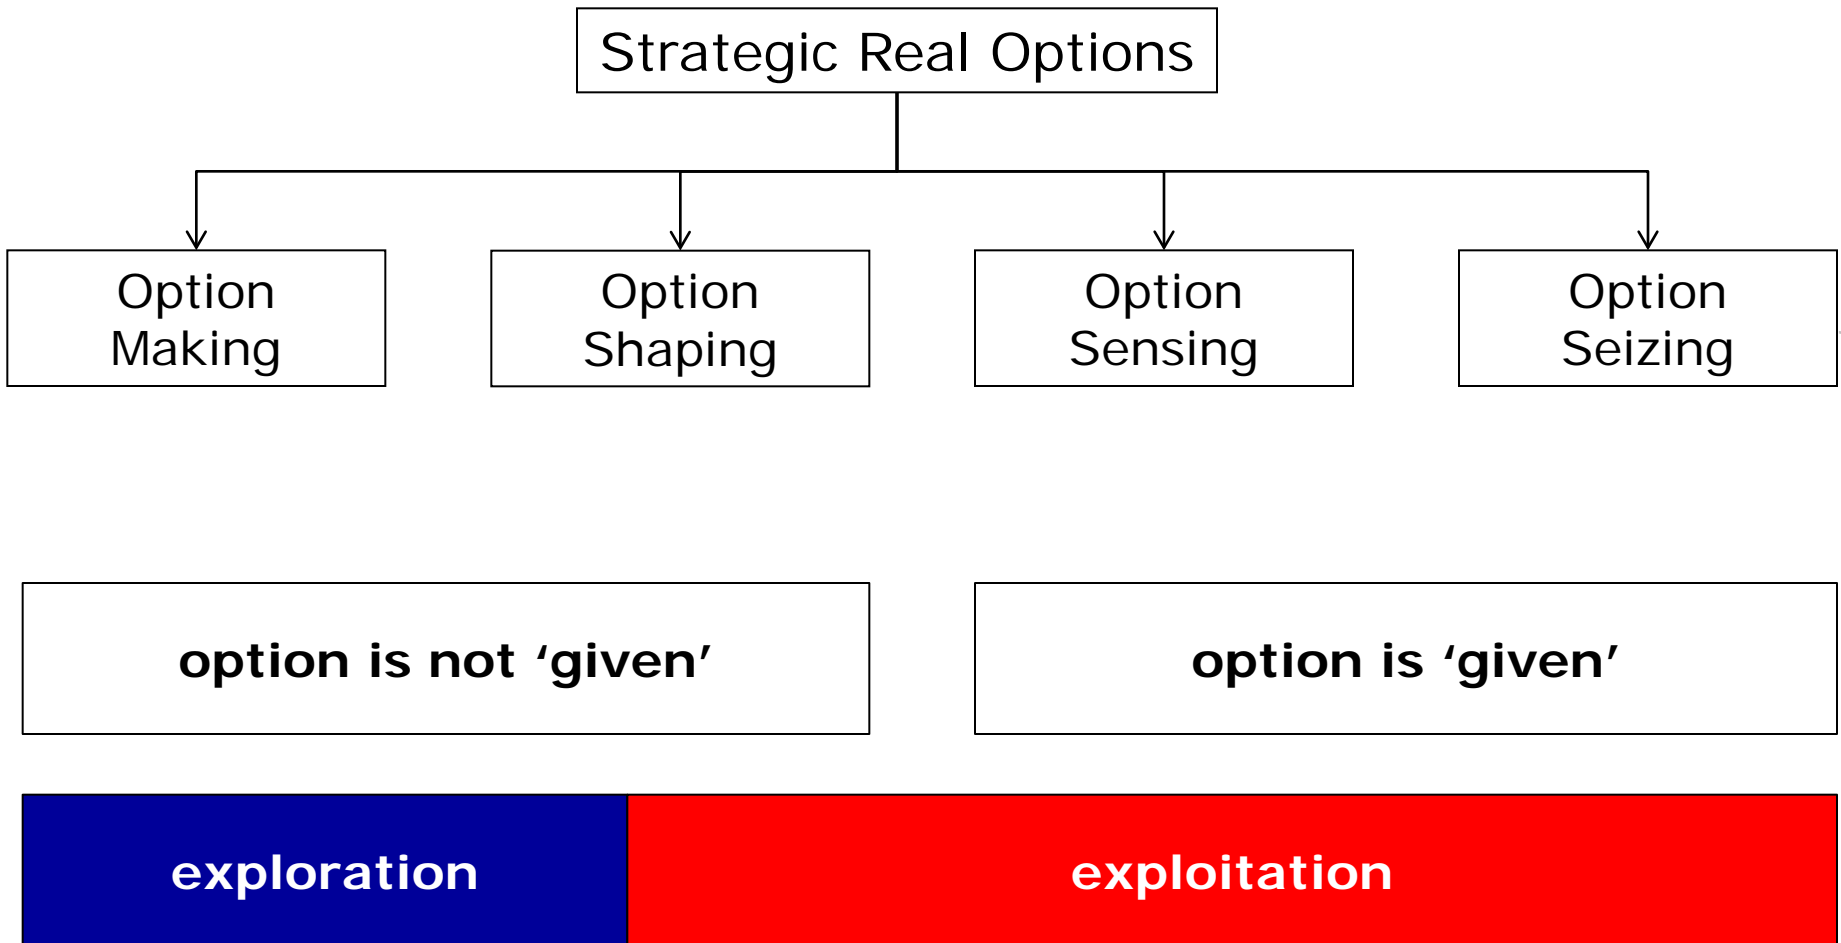 Strategic Real Options
Option
Making
Option
Shaping
Option
Sensing
Option
Seizing
option is not ‘given’
option is ‘given’
exploration
exploitation